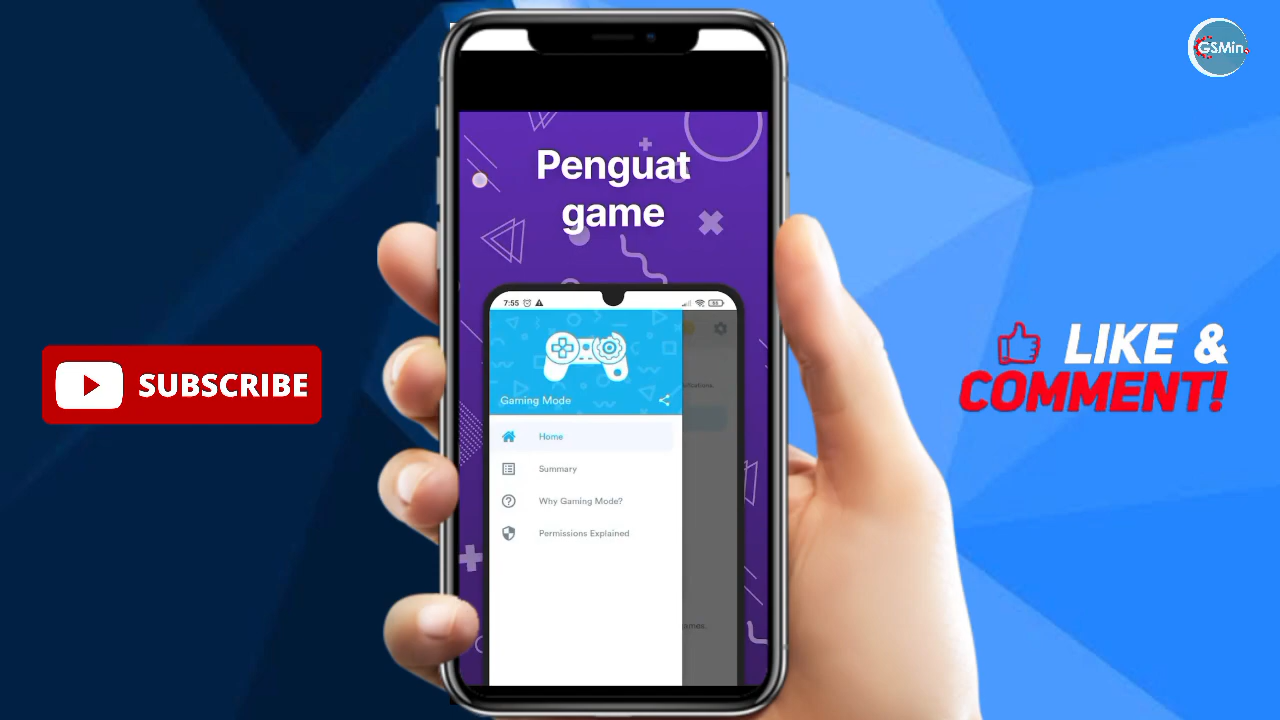 GSMin
Penguat
game
7:55
Gaming Mode
Home
Summary
Why Gaming Mode?
Permissions Explained
SUBSCRIBE
LIKE &
COMMENT!